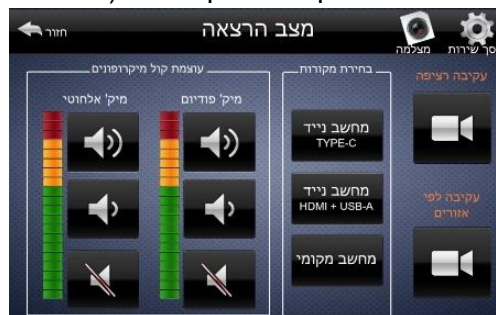 מצב הרצאה
חזור
מצלמה
סך שירות
עקיבה רציפה
עקיבה לפי
אזורים
בחירת מקורות
מחשב נייד
TYPE-C
מחשב נייד
HDMI + USB-A
מחשב מקומי
עוצמת קול מיקרופונים
מיק' פודיום
מיק' אלחוטי